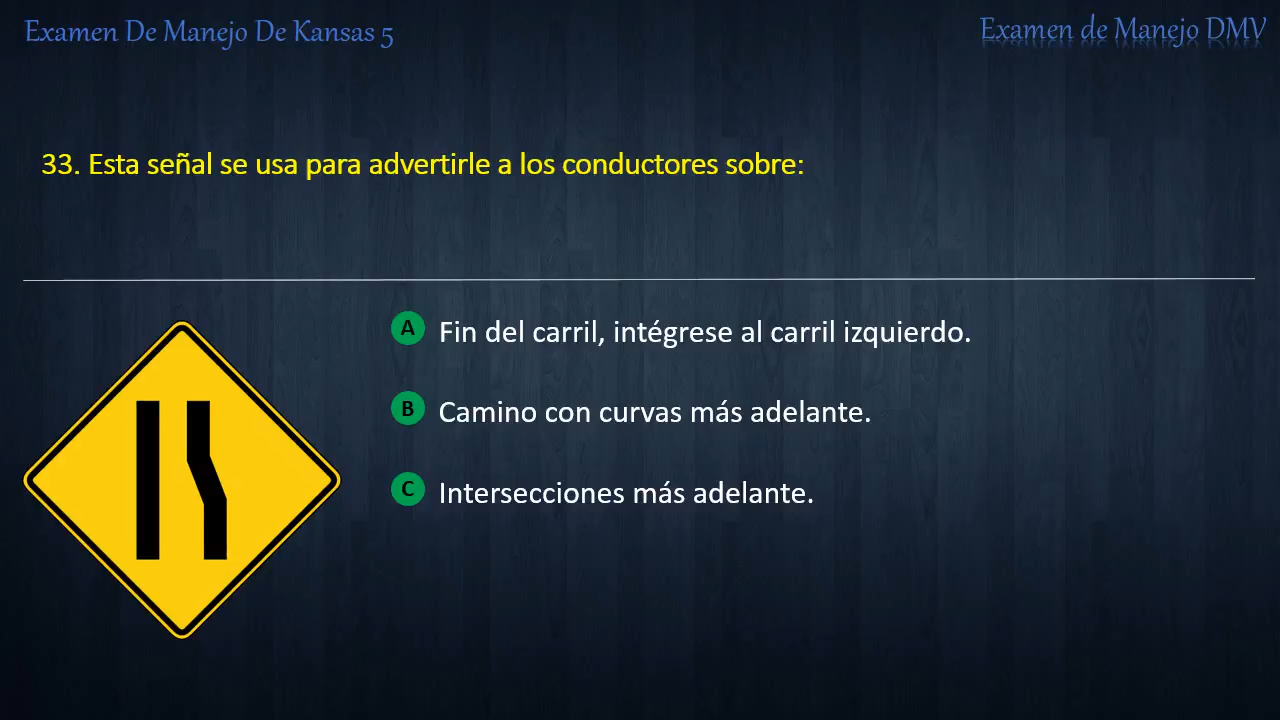 Examen De Manejo De Kansas 5
Examen de Manejo DMV
33. Esta señal se usa para advertirle a los conductores sobre:
A Fin del carril, intégrese al carril izquierdo.
B Camino con curvas más adelante.
C Intersecciones más adelante.